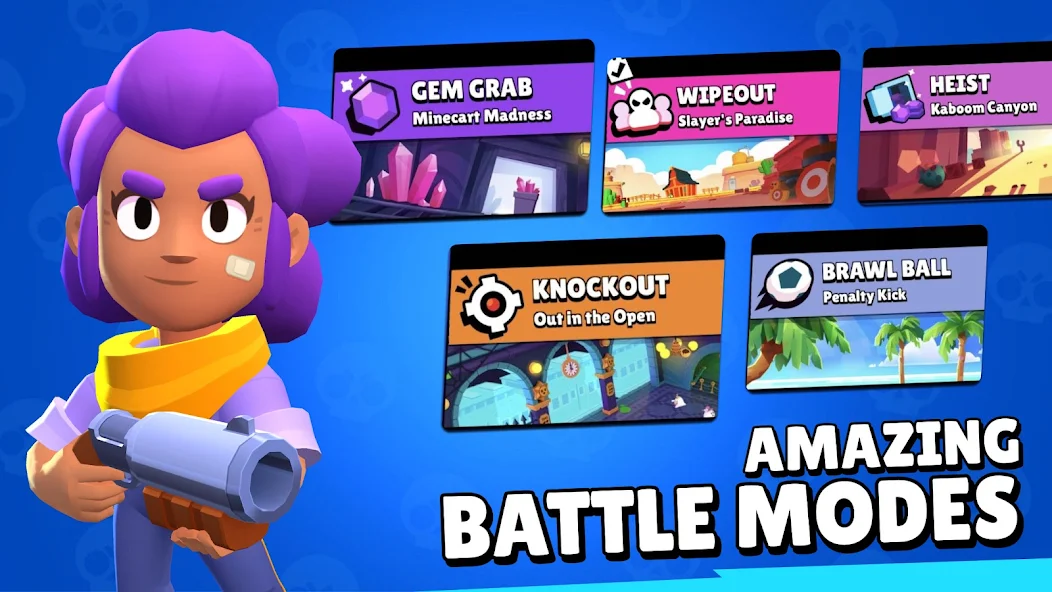 GEM GRAB
Minecart Madness
WIPEOUT
Slayer's Paradise
HEIST
Kaboom Canyon
KNOCKOUT
Out in the Open
BRAWL BALL
Penalty Kick
AMAZING
BATTLE MODES